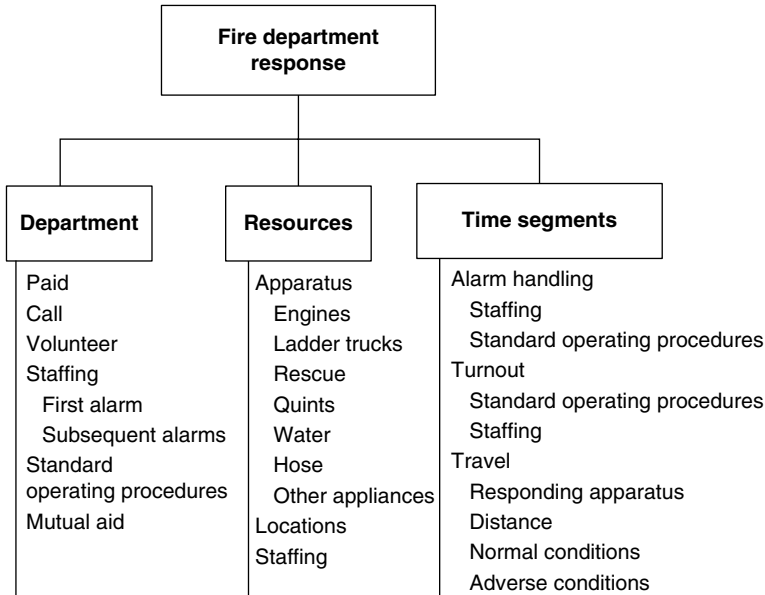 Fire department
response
Department
Paid
Call
Volunteer
Staffing
First alarm
Subsequent alarms
Standard
operating procedures
Mutual aid
Resources
Apparatus
Engines
Ladder trucks
Rescue
Quints
Water
Hose
Other appliances
Locations
Staffing
Time segments
Alarm handling
Staffing
Standard operating procedures
Turnout
Standard operating procedures
Staffing
Travel
Responding apparatus
Distance
Normal conditions
Adverse conditions